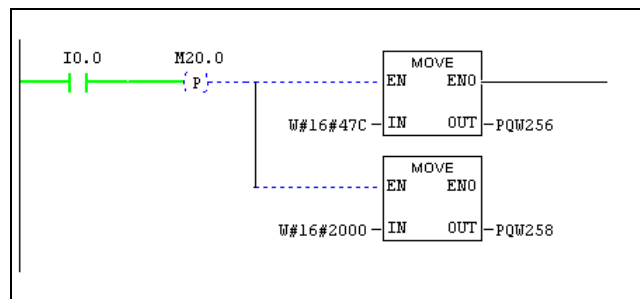 I0.0 M20.0
MOVE
P EN ENO
W#16#47C IN OUT PQW256
MOVE
EN ENO
W#16#2000 IN OUT PQW258